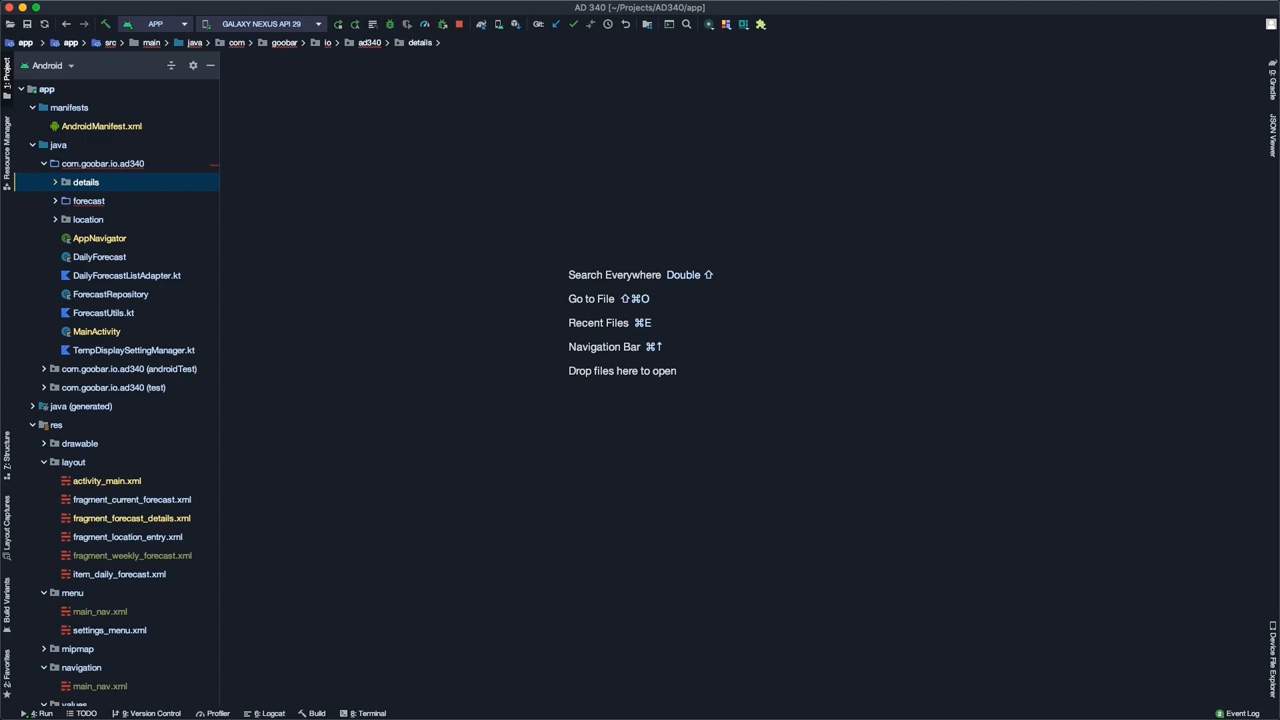 AD 340 [~/Projects/AD340/app]
APP
GALAXY NEXUS API 29
Git:
app
app
src
main
java
com
goobar
io
ad340
details
1: Project
Resource Manager
7: Structure
Layout Captures
Build Variants
2: Favorites
Android
app
manifests
AndroidManifest.xml
java
com.goobar.io.ad340
details
forecast
location
AppNavigator
DailyForecast
DailyForecastListAdapter.kt
ForecastRepository
ForecastUtils.kt
MainActivity
TempDisplaySettingManager.kt
com.goobar.io.ad340 (androidTest)
com.goobar.io.ad340 (test)
java (generated)
res
drawable
layout
activity_main.xml
fragment_current_forecast.xml
fragment_forecast_details.xml
fragment_location_entry.xml
fragment_weekly_forecast.xml
item_daily_forecast.xml
menu
main_nav.xml
settings_menu.xml
mipmap
navigation
main_nav.xml
values
Search Everywhere Double ⇧
Go to File ⇧⌘O
Recent Files ⌘E
Navigation Bar ⌘↑
Drop files here to open
Gradle
JSON Viewer
Device File Explorer
4: Run
TODO
9: Version Control
Profiler
6: Logcat
Build
8: Terminal
2 Event Log